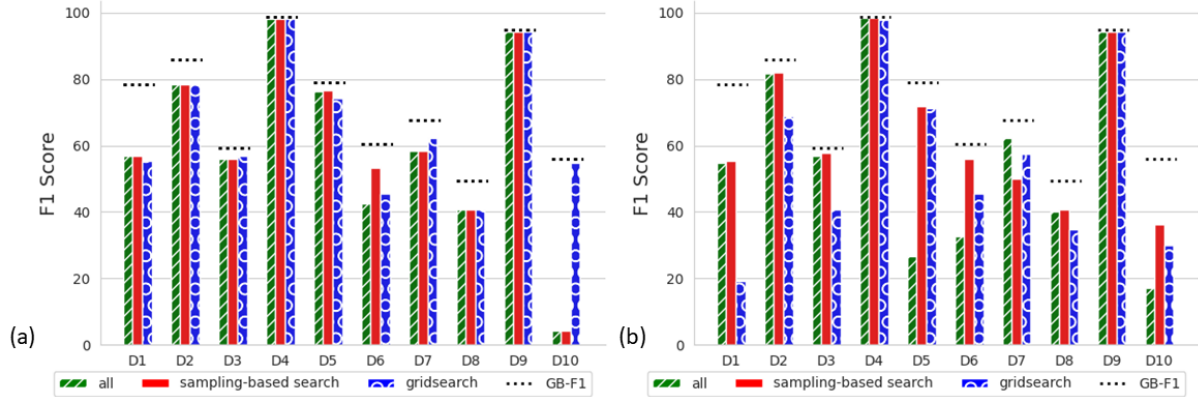 100
80
60
40
20
0
F1 Score
D1 D2 D3 D4 D5 D6 D7 D8 D9 D10
(a)
all sampling-based search gridsearch GB-F1
100
80
60
40
20
0
F1 Score
D1 D2 D3 D4 D5 D6 D7 D8 D9 D10
(b)
all sampling-based search gridsearch GB-F1